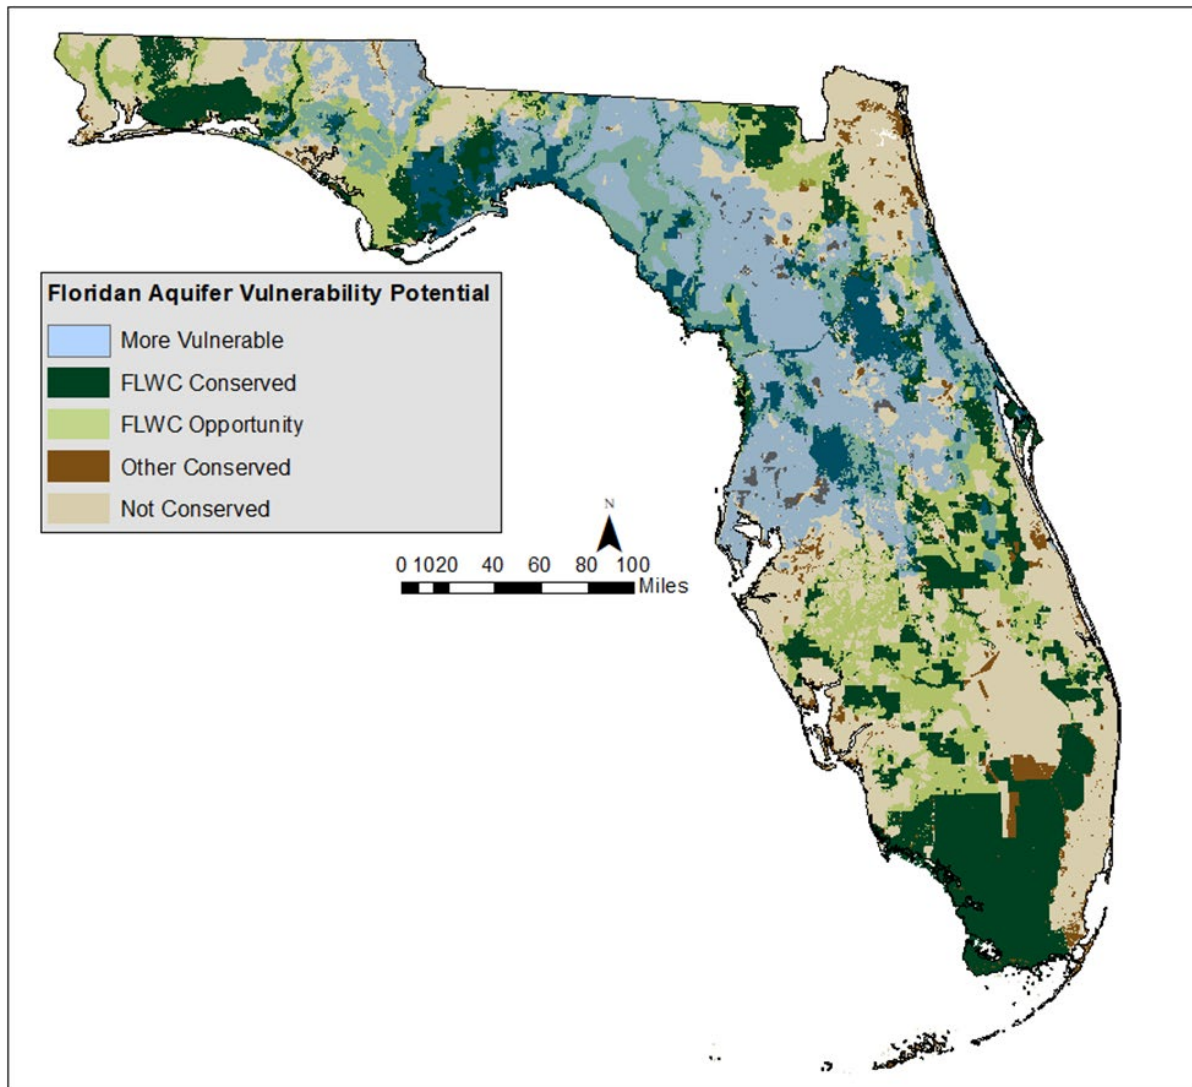 Floridan Aquifer Vulnerability Potential
More Vulnerable
FLWC Conserved
FLWC Opportunity
Other Conserved
Not Conserved
N
0 1020 40 60 80 100
Miles